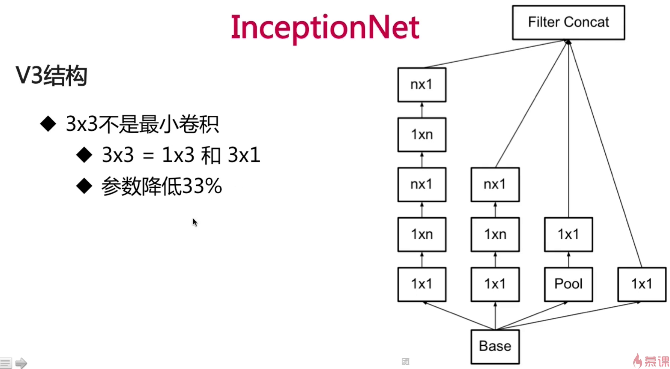 InceptionNet
V3结构
3x3不是最小卷积
3x3 = 1x3 和 3x1
参数降低33%
Filter Concat
nx1
1xn
nx1
nx1
1xn
1xn
1x1
1x1
1x1
Pool
1x1
Base
慕课